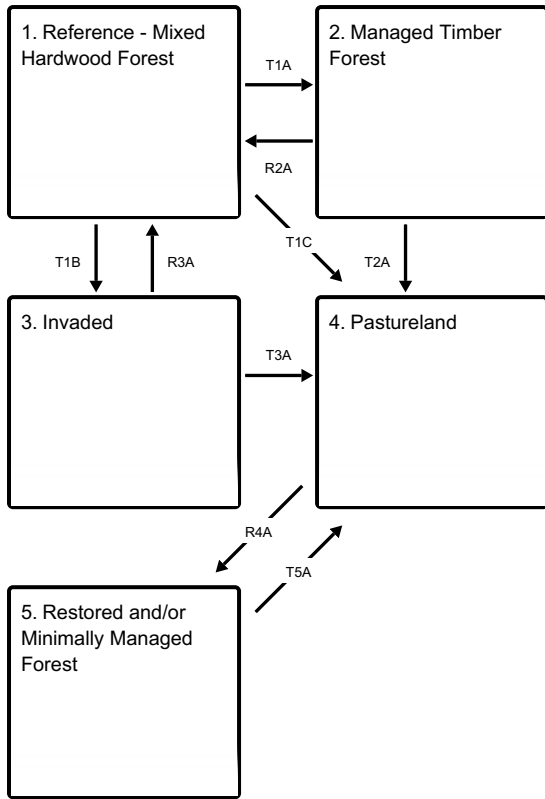 1. Reference - Mixed
Hardwood Forest
T1A
2. Managed Timber
Forest
R2A
T1C
T1B
R3A
T2A
3. Invaded
T3A
4. Pastureland
R4A
T5A
5. Restored and/or
Minimally Managed
Forest